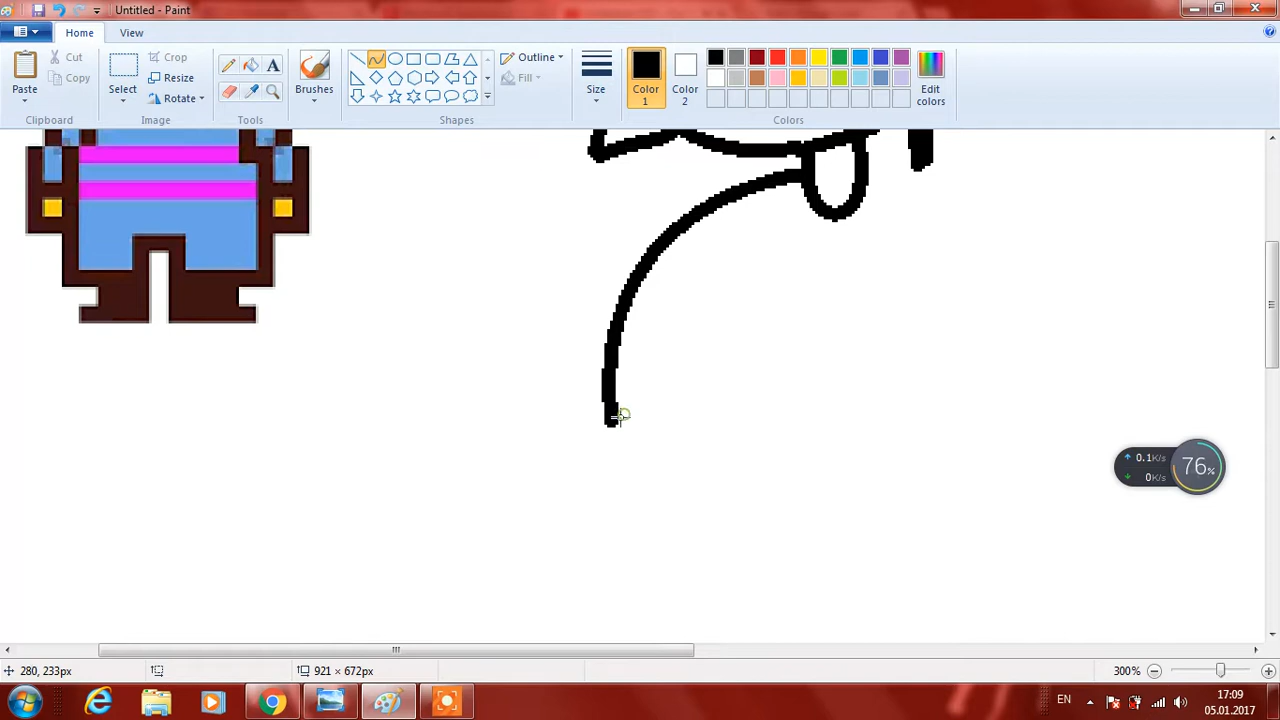 Untitled - Paint
Home
View
Paste
Cut
Copy
Clipboard
Select
Crop
Resize
Rotate
Image
Tools
Brushes
Shapes
Outline
Fill
Size
Color
1
Color
2
Edit
colors
Colors
0.1K/s
0K/s
76%
280, 233px
921 × 672px
300%
EN
17:09
05.01.2017